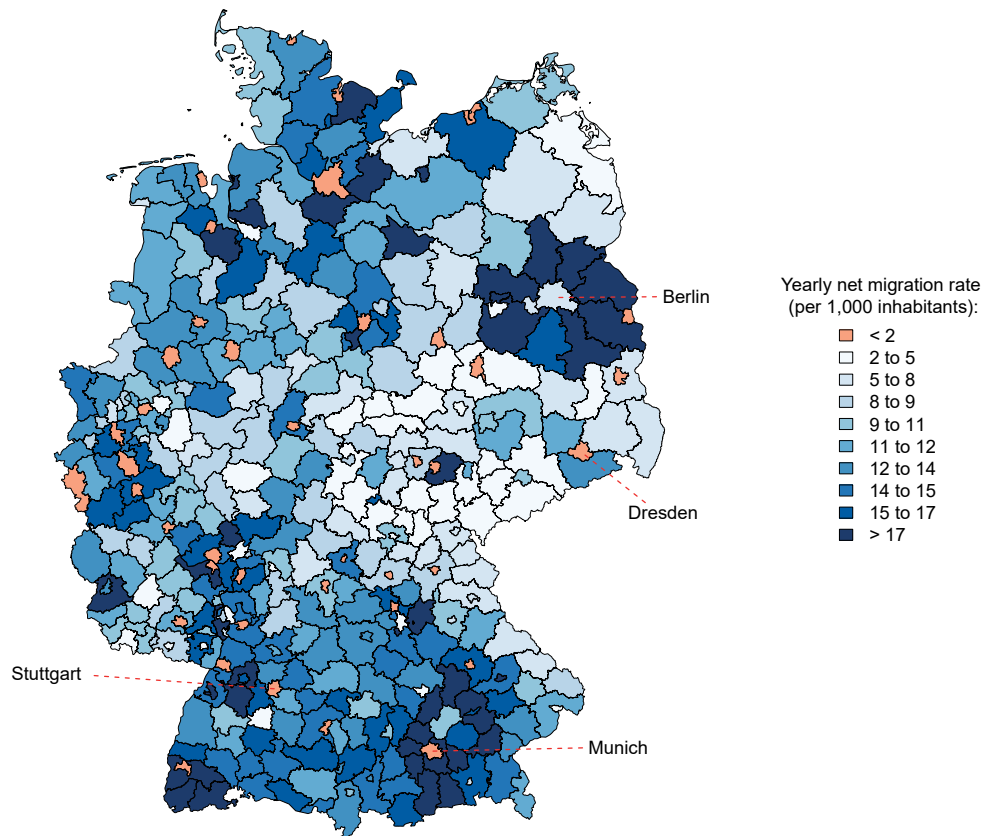 Yearly net migration rate
(per 1,000 inhabitants):
< 2
2 to 5
5 to 8
8 to 9
9 to 11
11 to 12
12 to 14
14 to 15
15 to 17
> 17
Berlin
Dresden
Stuttgart
Munich